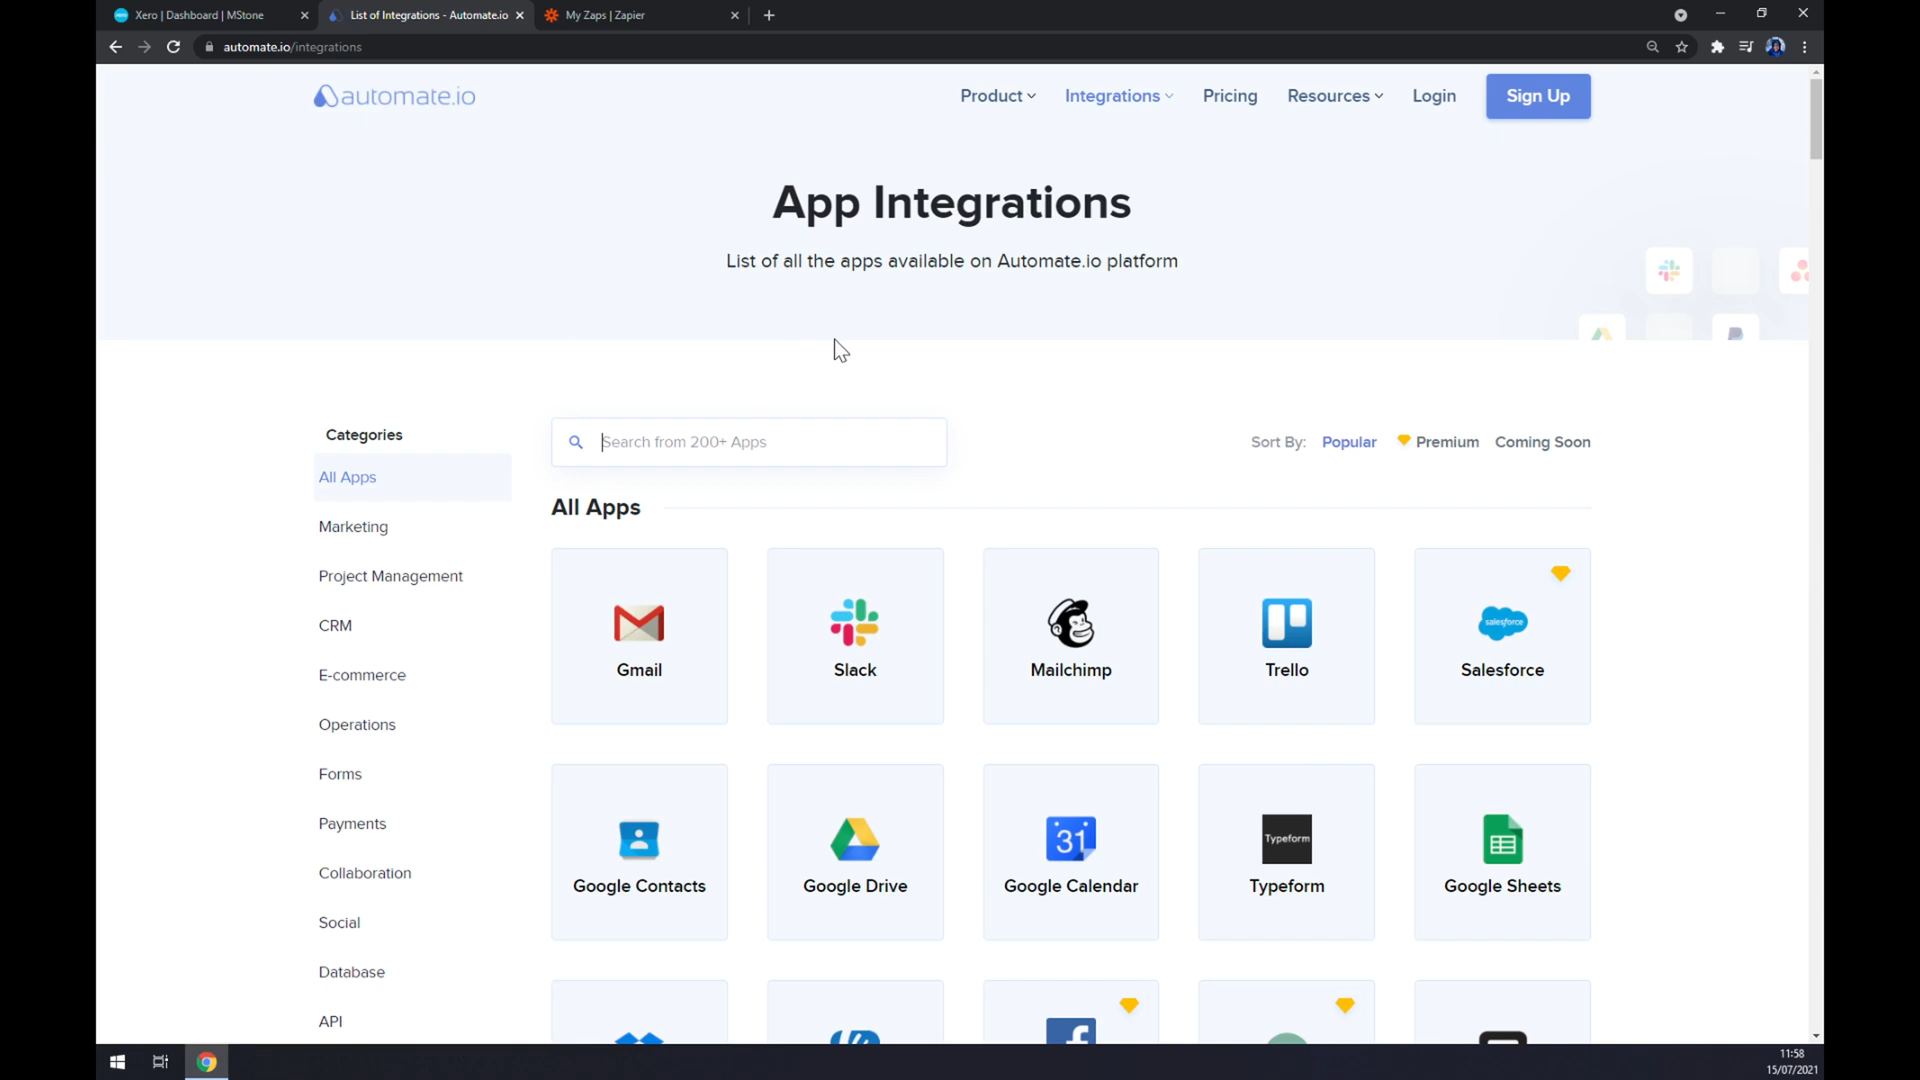 Xero | Dashboard | MStone
List of Integrations - Automate.io
My Zaps | Zapier
automate.io/integrations
automate.io
Product
Integrations
Pricing
Resources
Login
Sign Up
App Integrations
List of all the apps available on Automate.io platform
Categories
Search from 200+ Apps
Sort By:
Popular
Premium
Coming Soon
All Apps
All Apps
Marketing
Project Management
CRM
E-commerce
Operations
Forms
Payments
Collaboration
Social
Database
API
Gmail
Slack
Mailchimp
Trello
salesforce
Salesforce
Google Contacts
Google Drive
31
Google Calendar
Typeform
Typeform
Google Sheets
11:58
15/07/2021